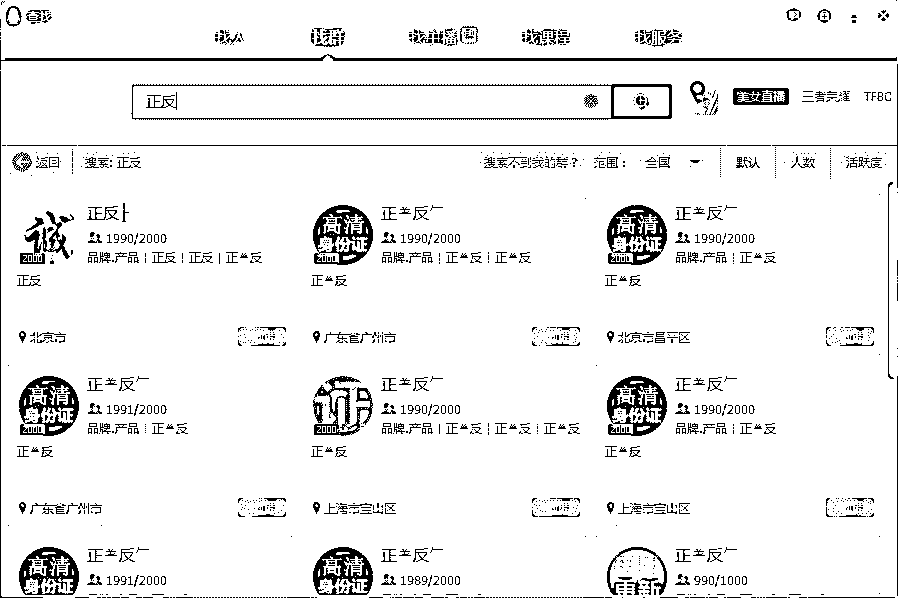 查找
找人 找群 找主播 找课程 找服务
正反
美女直播 王者荣耀 TFBC
返回 搜索: 正反 搜索不到我的群? 范围: 全国 默认 人数 活跃度
正反
1990/2000
品牌.产品 | 正反 | 正反 | 正 反
2000
正反
北京市
正 反
高清
身份证
2000
1990/2000
品牌.产品 | 正 反 | 正 反
正 反
广东省广州市
正 反
高清
身份证
2000
1990/2000
品牌.产品 | 正 反
正 反
北京市昌平区
正 反
高清
身份证
2000
1991/2000
品牌.产品 | 正 反
正 反
广东省广州市
正 反
证
2000
1990/2000
品牌.产品 | 正 反 | 正 反 | 正 反
正 反
上海市宝山区
正 反
高清
身份证
2000
1990/2000
品牌.产品 | 正 反
正 反
上海市宝山区
正 反
高清
身份证
1991/2000
正 反
高清
身份证
1989/2000
正 反
更新
990/1000